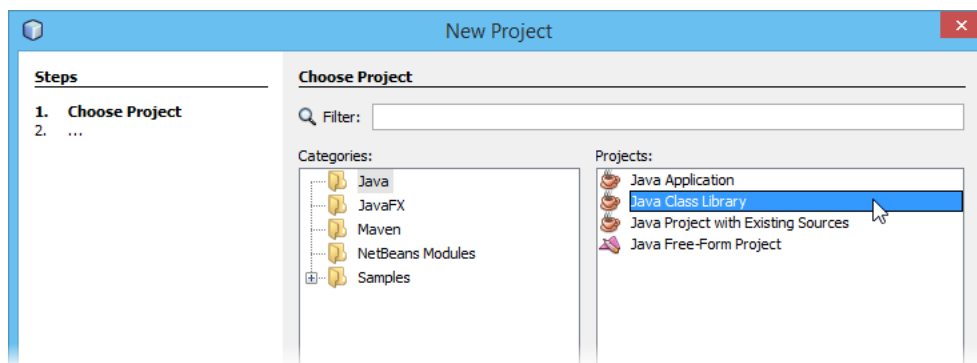 New Project
Steps
1. Choose Project
2. ...
Choose Project
Filter:
Categories:
Java
JavaFX
Maven
NetBeans Modules
Samples
Projects:
Java Application
Java Class Library
Java Project with Existing Sources
Java Free-Form Project